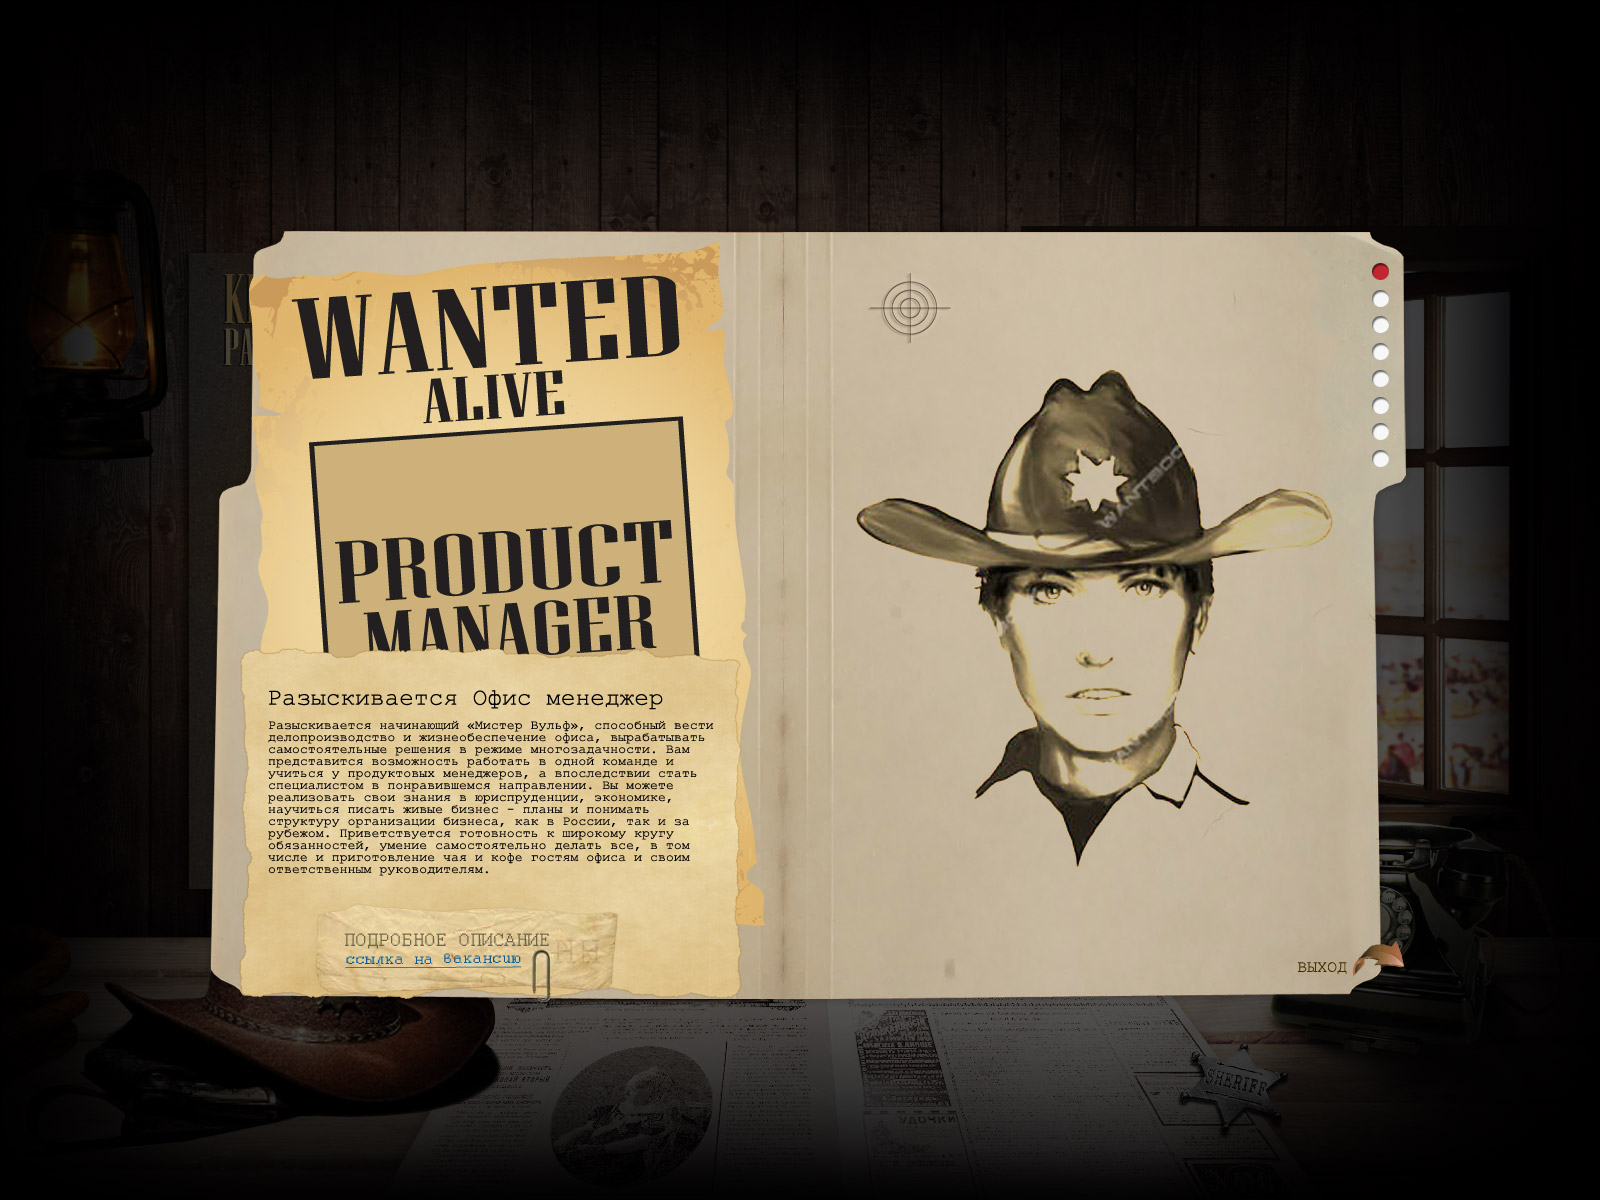 WANTED
ALIVE
PRODUCT
MANAGER
Разыскивается Офис менеджер
Разыскивается начинающий «Мистер Вульф», способный вести
делопроизводство и жизнеобеспечение офиса, вырабатывать
самостоятельные решения в режиме многозадачности. Вам
представится возможность работать в одной команде и
учиться у продуктовых менеджеров, а впоследствии стать
специалистом в понравившемся направлении. Вы можете
реализовать свои знания в юриспруденции, экономике,
научиться писать живые бизнес - планы и понимать
структуру организации бизнеса, как в России, так и за
рубежом. Приветствуется готовность к широкому кругу
обязанностей, умение самостоятельно делать все, в том
числе и приготовление чая и кофе гостям офиса и своим
ответственным руководителям.
ПОДРОБНОЕ ОПИСАНИЕ
ссылка на вакансию
ВЫХОД
SHERIFF
УДОЧКИ